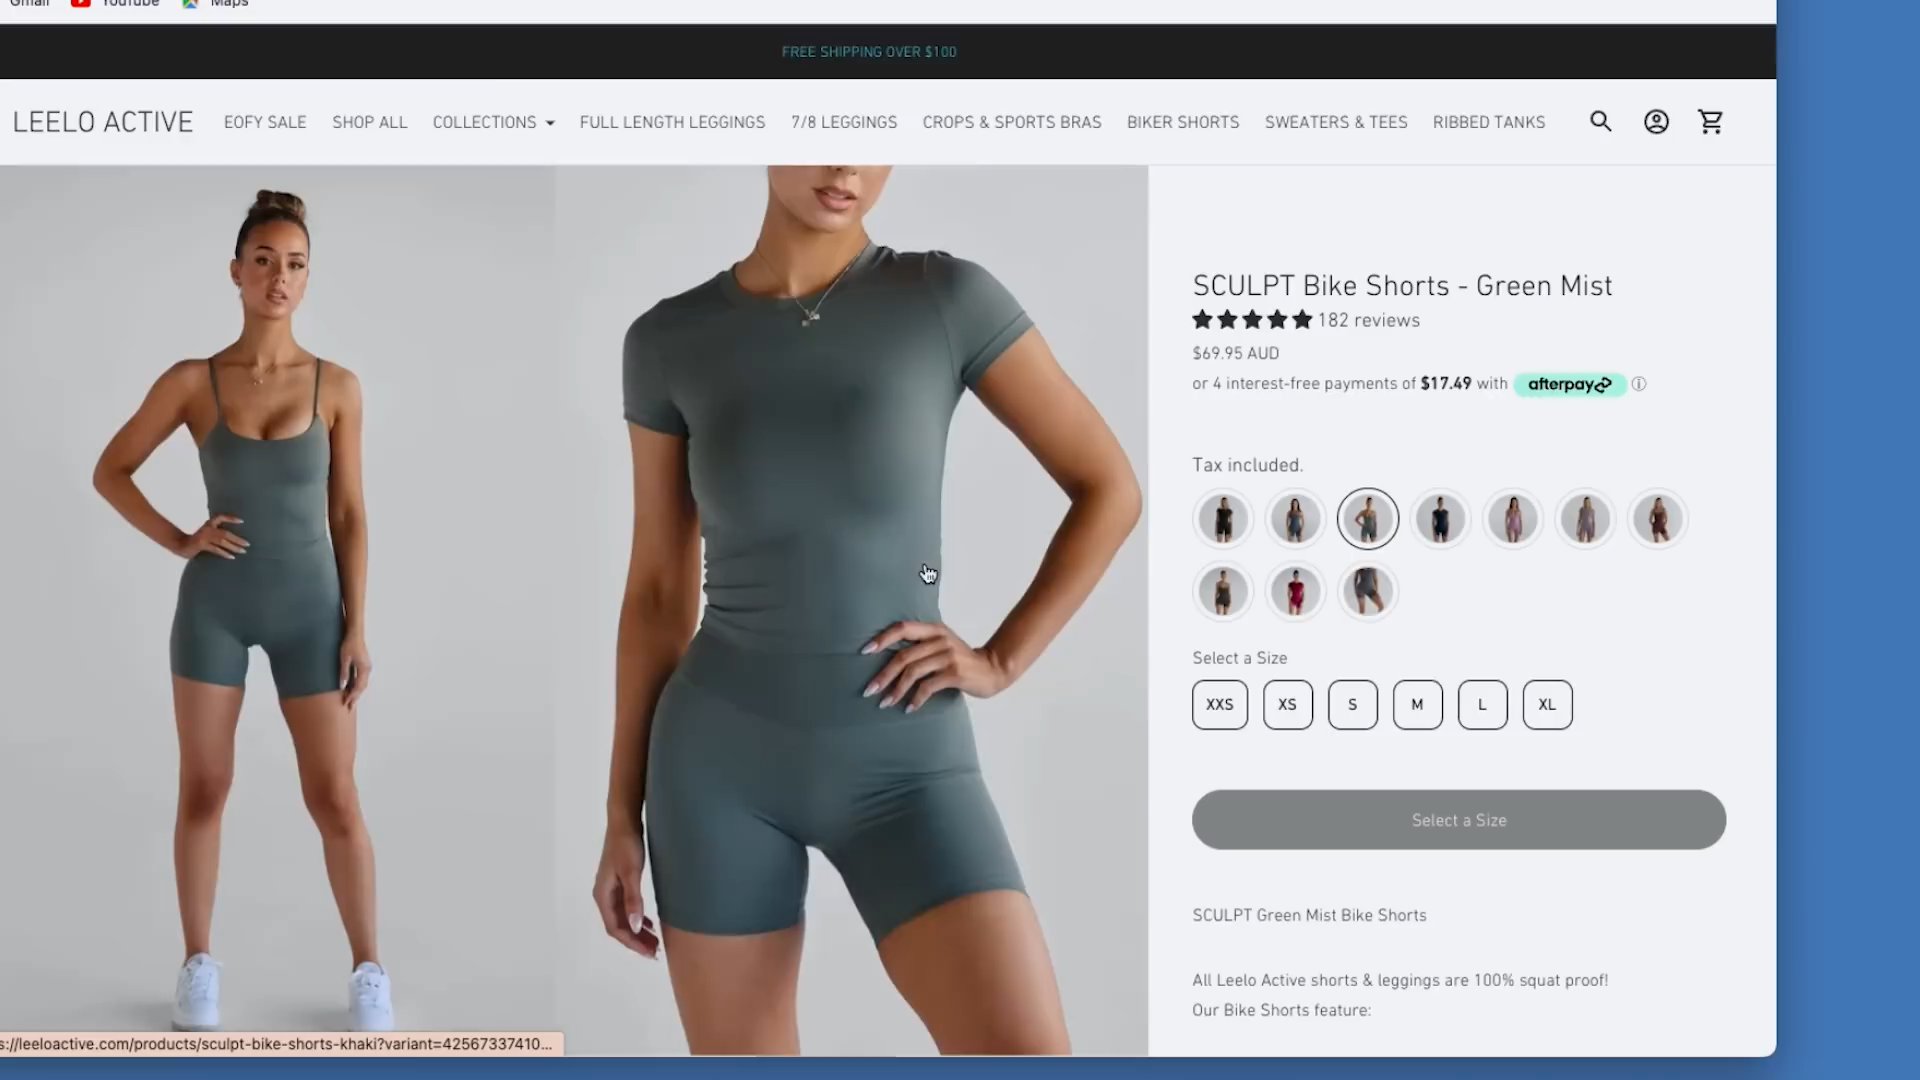 Gmail YouTube Maps
FREE SHIPPING OVER $100
LEELO ACTIVE EOFY SALE SHOP ALL COLLECTIONS FULL LENGTH LEGGINGS 7/8 LEGGINGS CROPS & SPORTS BRAS BIKER SHORTS SWEATERS & TEES RIBBED TANKS
SCULPT Bike Shorts - Green Mist
182 reviews
$69.95 AUD
or 4 interest-free payments of $17.49 with afterpay
Tax included.
Select a Size
XXS XS S M L XL
Select a Size
SCULPT Green Mist Bike Shorts
All Leelo Active shorts & leggings are 100% squat proof!
Our Bike Shorts feature:
s://leeloactive.com/products/sculpt-bike-shorts-khaki?variant=42567337410...